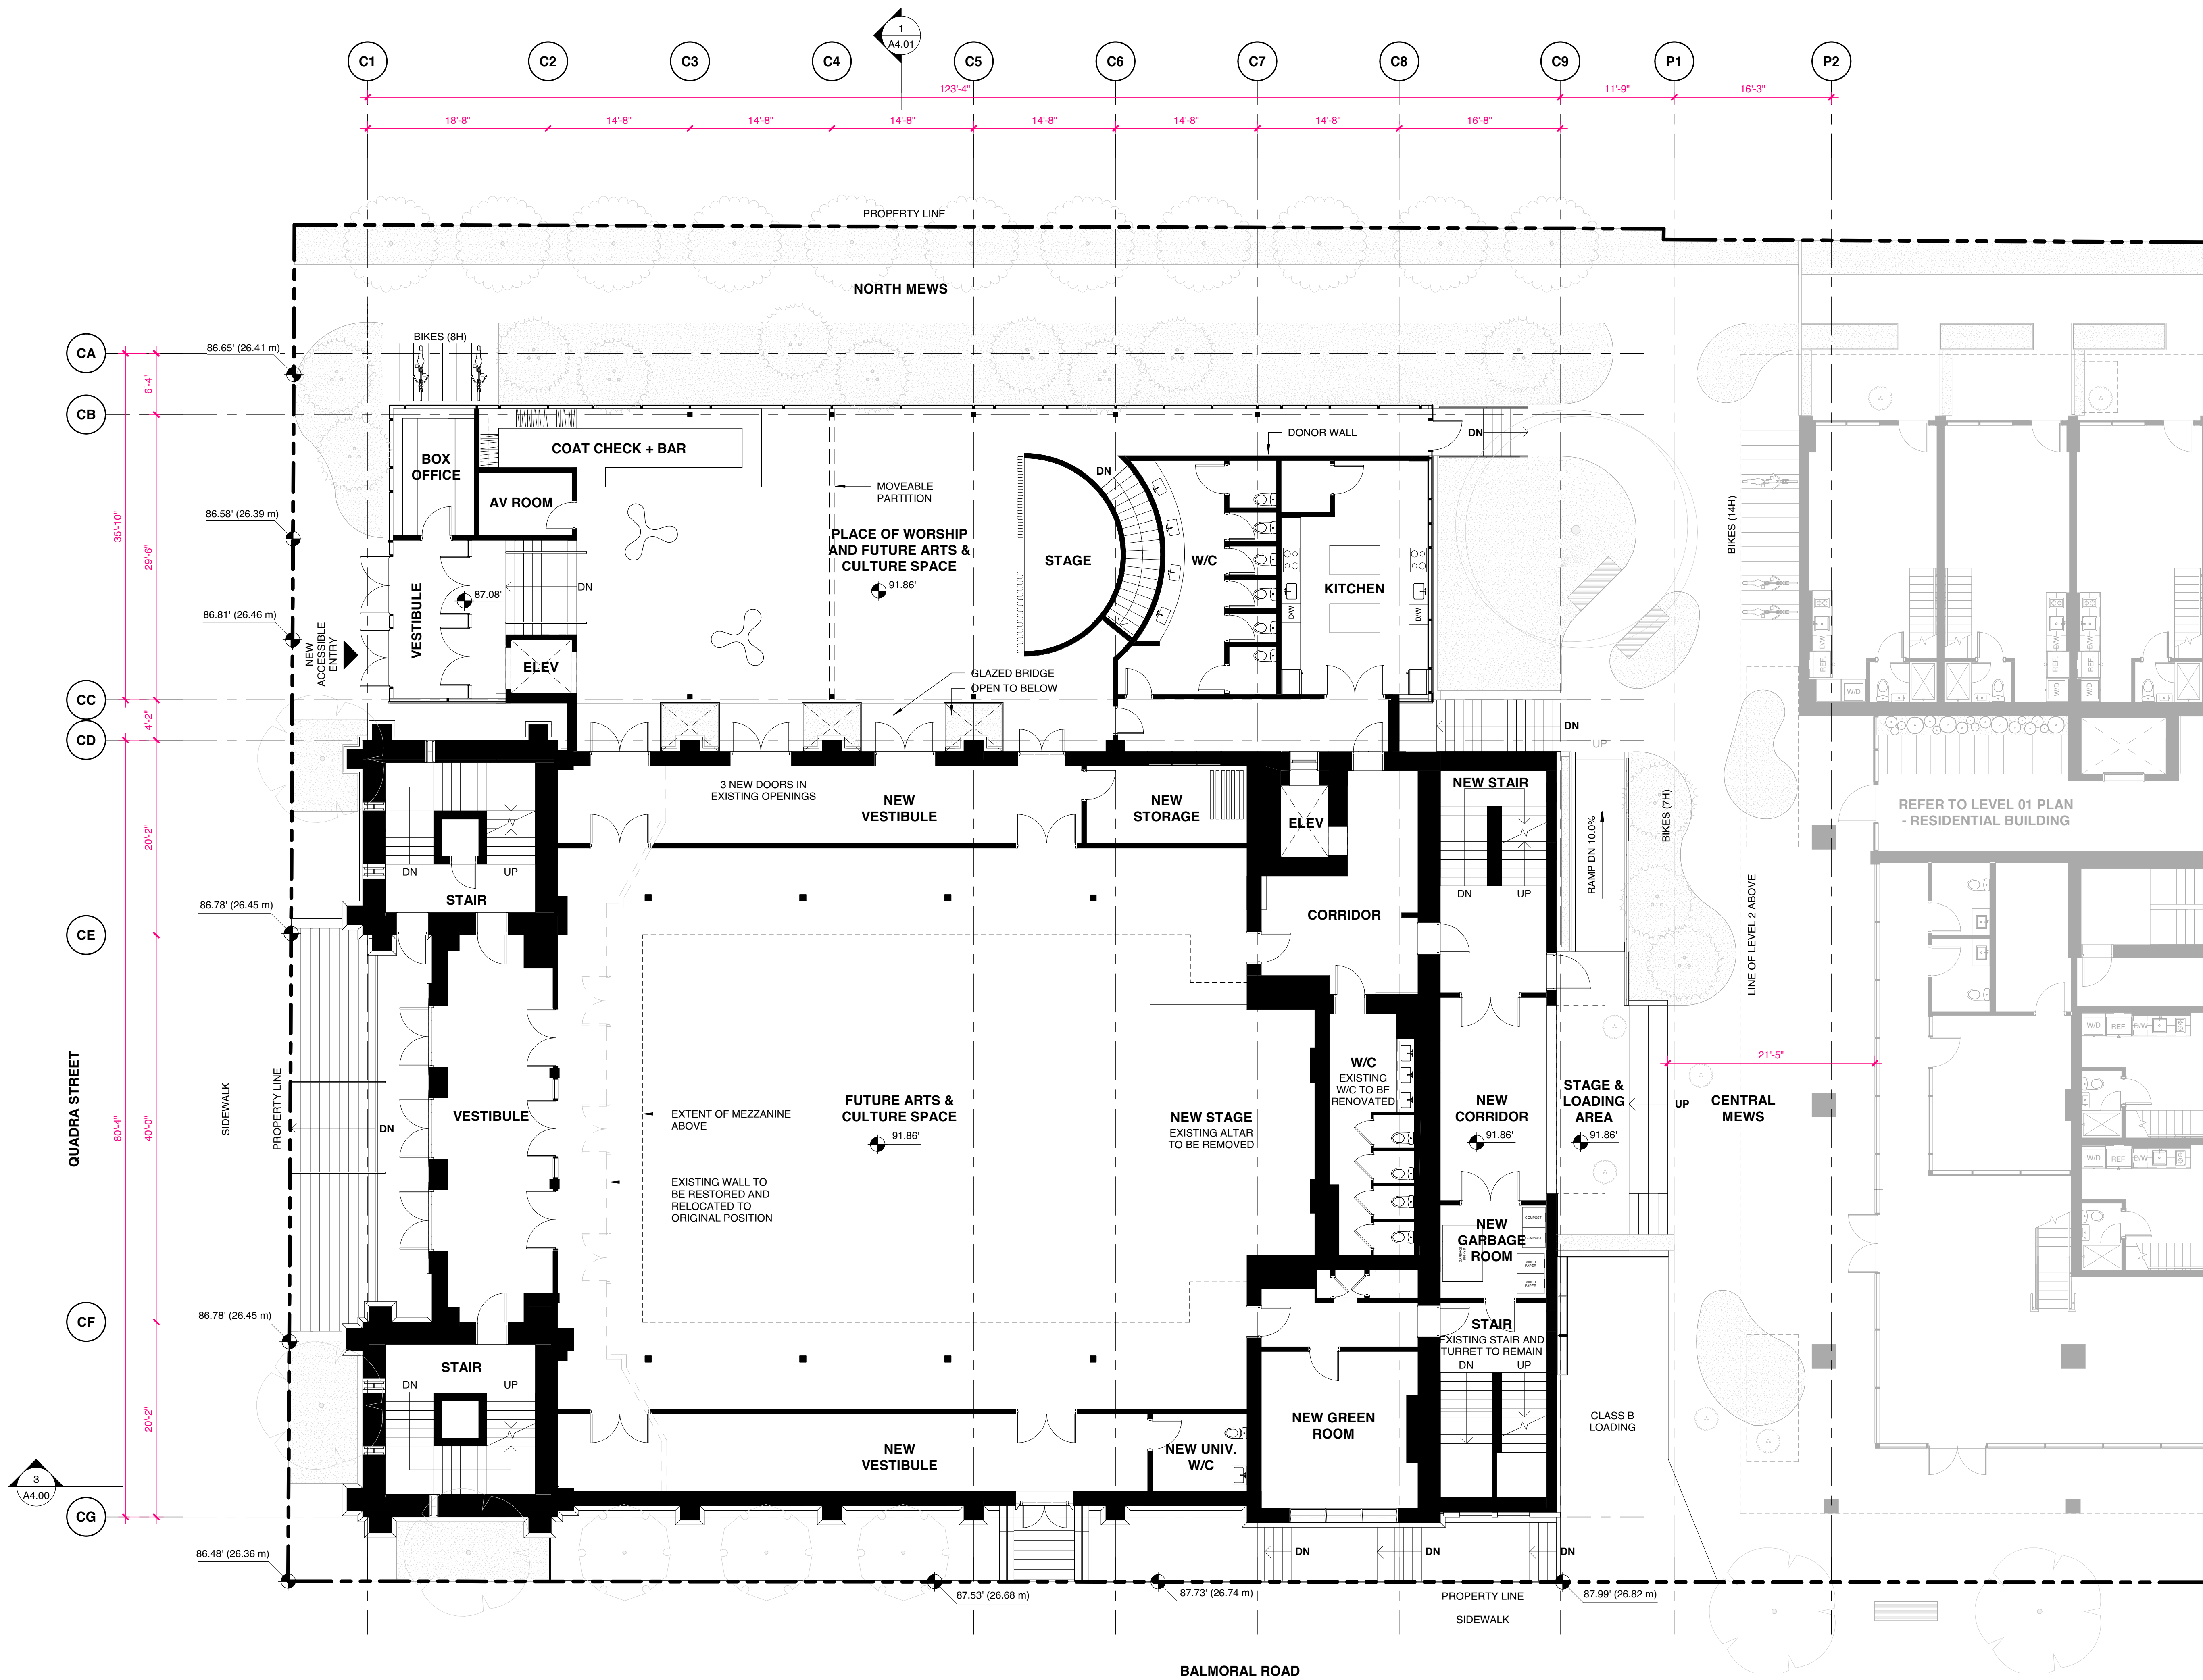 1
A4.01
C1
C2
C3
C4
C5
C6
C7
C8
C9
P1
P2
123'-4"
11'-9"
16'-3"
18'-8"
14'-8"
14'-8"
14'-8"
14'-8"
14'-8"
14'-8"
16'-8"
PROPERTY LINE
NORTH MEWS
CA
CB
CC
CD
CE
CF
CG
6'-4"
35'-10"
29'-6"
4'-2"
20'-2"
80'-4"
40'-0"
20'-2"
86.65' (26.41 m)
86.58' (26.39 m)
86.81' (26.46 m)
86.78' (26.45 m)
86.78' (26.45 m)
86.48' (26.36 m)
BIKES (8H)
BOX
OFFICE
COAT CHECK + BAR
AV ROOM
MOVEABLE
PARTITION
PLACE OF WORSHIP
AND FUTURE ARTS &
CULTURE SPACE
91.86'
STAGE
DN
DONOR WALL
DN
W/C
KITCHEN
D/W
D/W
VESTIBULE
87.08'
DN
ELEV
NEW
ACCESSIBLE
ENTRY
GLAZED BRIDGE
OPEN TO BELOW
DN
UP
BIKES (14H)
D/W
REF.
W/D
D/W
REF.
W/D
D/W
REF.
W/D
3 NEW DOORS IN
EXISTING OPENINGS
NEW
VESTIBULE
NEW
STORAGE
ELEV
NEW STAIR
DN
UP
RAMP DN 10.0%
BIKES (7H)
REFER TO LEVEL 01 PLAN
- RESIDENTIAL BUILDING
DN
UP
STAIR
CORRIDOR
LINE OF LEVEL 2 ABOVE
QUADRA STREET
SIDEWALK
PROPERTY LINE
DN
VESTIBULE
EXTENT OF MEZZANINE
ABOVE
EXISTING WALL TO
BE RESTORED AND
RELOCATED TO
ORIGINAL POSITION
FUTURE ARTS &
CULTURE SPACE
91.86'
NEW STAGE
EXISTING ALTAR
TO BE REMOVED
W/C
EXISTING
W/C TO BE
RENOVATED
NEW
CORRIDOR
91.86'
STAGE &
LOADING
AREA
91.86'
UP
CENTRAL
MEWS
21'-5"
W/D
REF.
D/W
W/D
REF.
D/W
NEW
GARBAGE
ROOM
COMPOST
COMPOST
MIXED
PAPER
MIXED
PAPER
STAIR
EXISTING STAIR AND
TURRET TO REMAIN
DN
UP
STAIR
DN
UP
NEW
VESTIBULE
NEW UNIV.
W/C
NEW GREEN
ROOM
CLASS B
LOADING
3
A4.00
DN
DN
DN
87.53' (26.68 m)
87.73' (26.74 m)
87.99' (26.82 m)
PROPERTY LINE
SIDEWALK
BALMORAL ROAD